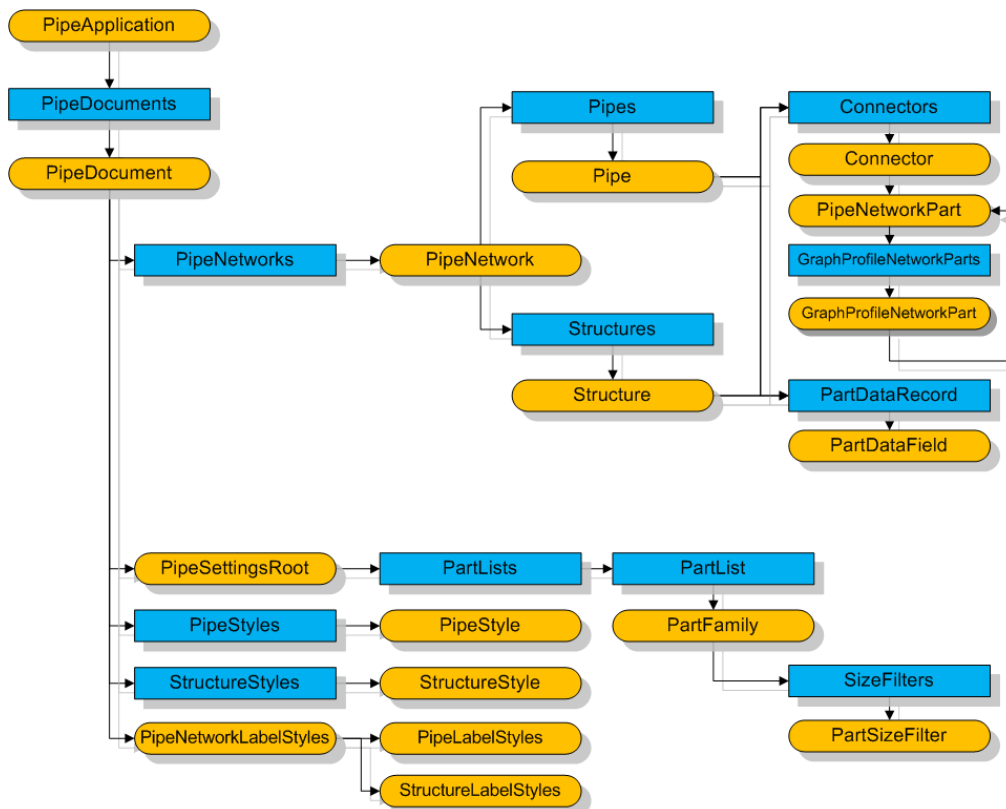 PipeApplication
PipeDocuments
PipeDocument
Pipes
Pipe
Connectors
Connector
PipeNetworkPart
PipeNetworks
PipeNetwork
GraphProfileNetworkParts
GraphProfileNetworkPart
Structures
Structure
PartDataRecord
PartDataField
PipeSettingsRoot
PartLists
PartList
PipeStyles
PipeStyle
PartFamily
StructureStyles
StructureStyle
SizeFilters
PipeNetworkLabelStyles
PipeLabelStyles
PartSizeFilter
StructureLabelStyles